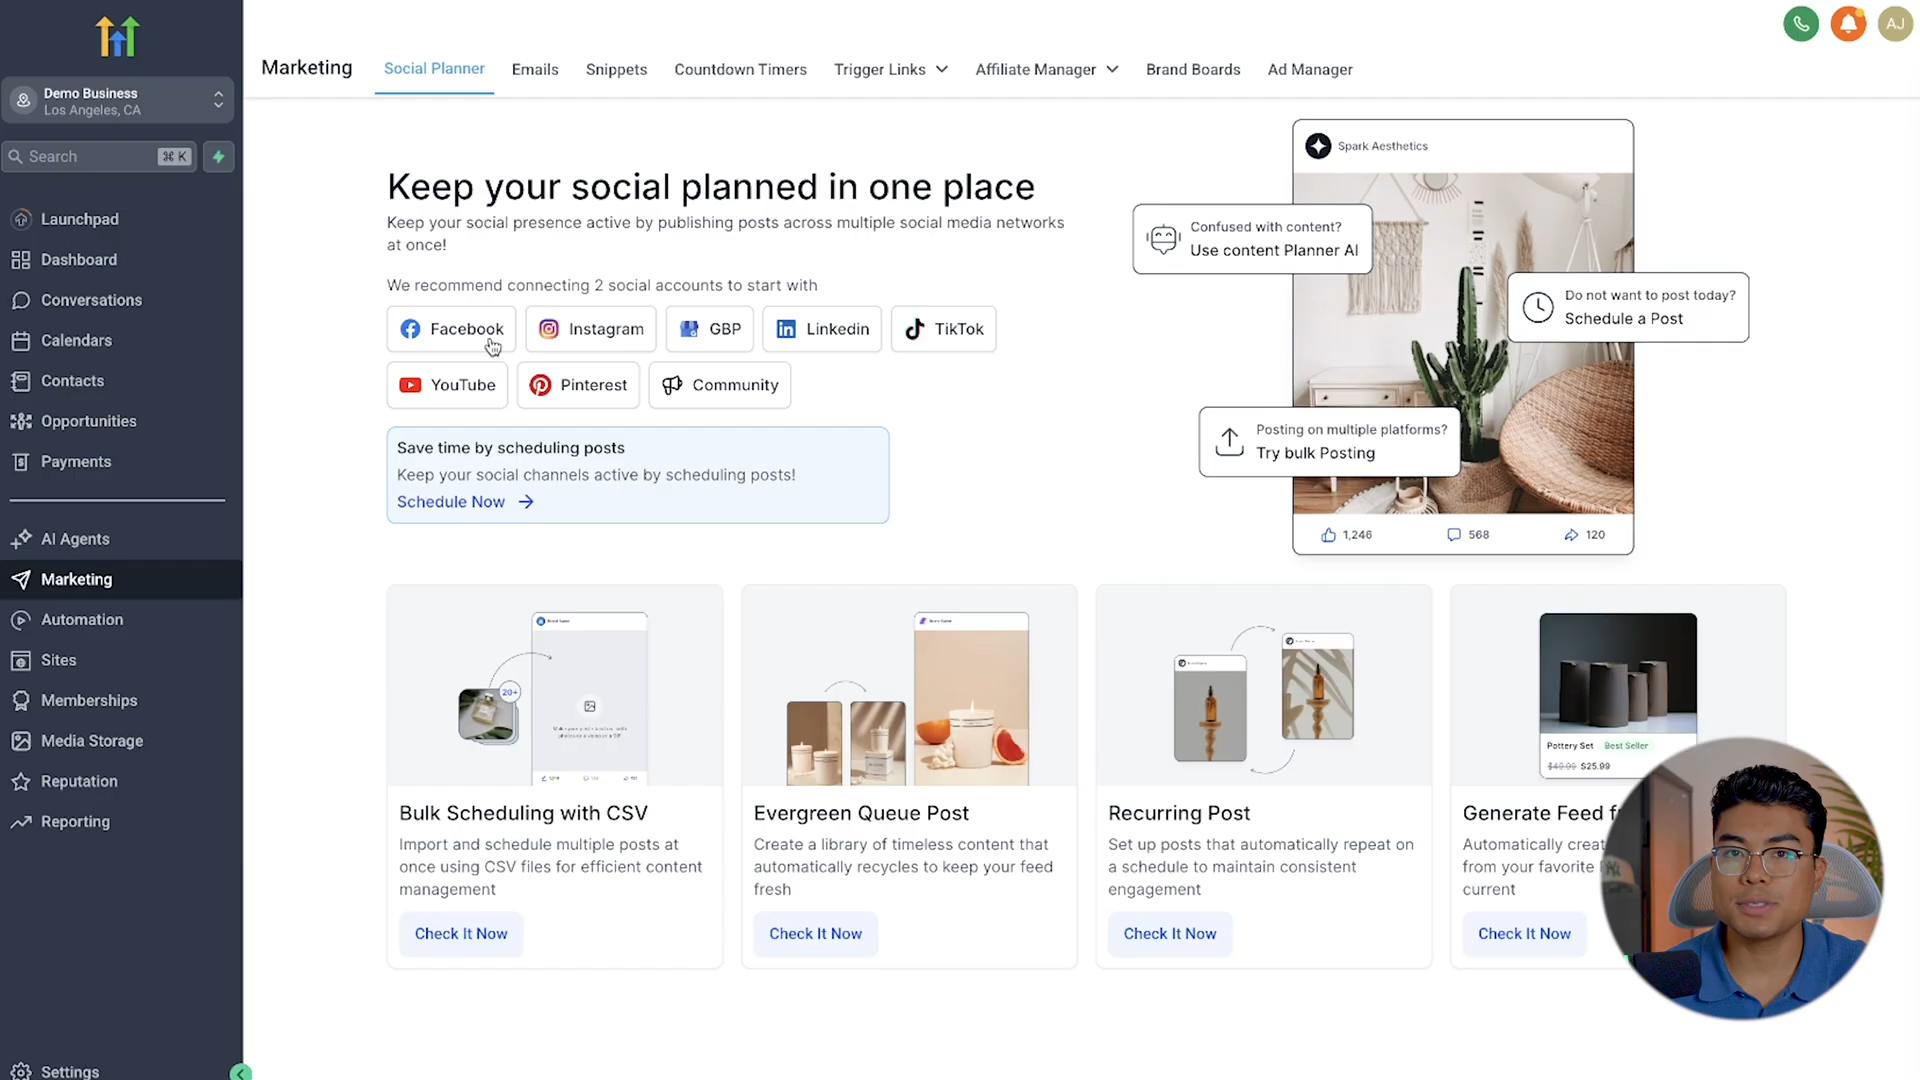 Demo Business
Los Angeles, CA
Search
⌘ K
Launchpad
Dashboard
Conversations
Calendars
Contacts
Opportunities
Payments
AI Agents
Marketing
Automation
Sites
Memberships
Media Storage
Reputation
Reporting
Settings
AJ
Marketing
Social Planner
Emails
Snippets
Countdown Timers
Trigger Links
Affiliate Manager
Brand Boards
Ad Manager
Keep your social planned in one place
Keep your social presence active by publishing posts across multiple social media networks
at once!
We recommend connecting 2 social accounts to start with
Facebook
Instagram
GBP
Linkedin
TikTok
YouTube
Pinterest
Community
Save time by scheduling posts
Keep your social channels active by scheduling posts!
Schedule Now
Spark Aesthetics
Confused with content?
Use content Planner AI
Do not want to post today?
Schedule a Post
Posting on multiple platforms?
Try bulk Posting
1,246
568
120
20+
Bulk Scheduling with CSV
Import and schedule multiple posts at
once using CSV files for efficient content
management
Check It Now
Evergreen Queue Post
Create a library of timeless content that
automatically recycles to keep your feed
fresh
Check It Now
Recurring Post
Set up posts that automatically repeat on
a schedule to maintain consistent
engagement
Check It Now
Pottery Set
Best Seller
$49.99 $25.99
Generate Feed
Automatically
from your favorite
current
Check It Now